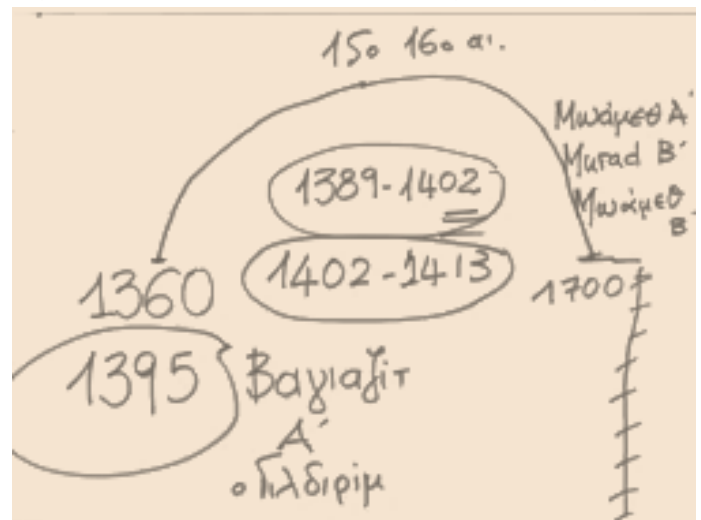 15ο 16ο αι.
Μωάμεθ Α΄
Murad Β΄
Μωάμεθ
Β΄
1389-1402
1402-1413
1360
1700
1395
Βαγιαζίτ
Α΄
ο Γιλδιρίμ